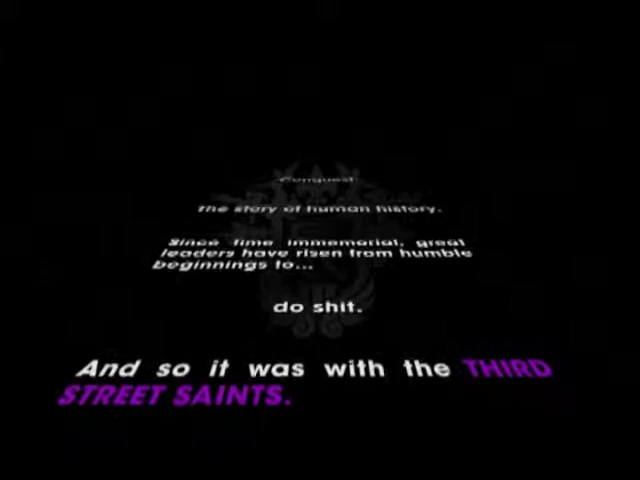 Conquest
the story of human history.
Since time immemorial, great
leaders have risen from humble
beginnings to...
do shit.
And so it was with the THIRD
STREET SAINTS.